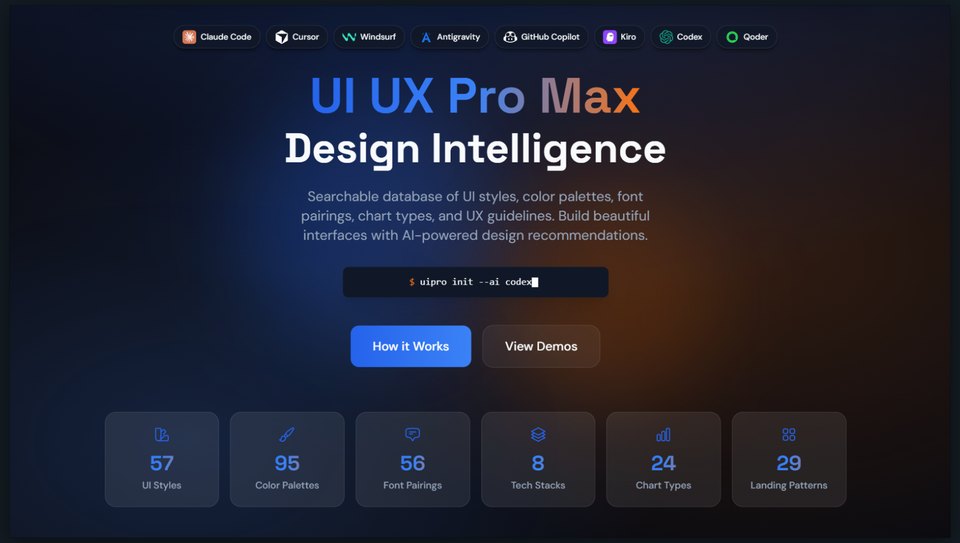 Claude Code
Cursor
Windsurf
Antigravity
GitHub Copilot
Kiro
Codex
Qoder
UI UX Pro Max
Design Intelligence
Searchable database of UI styles, color palettes, font
pairings, chart types, and UX guidelines. Build beautiful
interfaces with AI-powered design recommendations.
$ uipro init --ai codex
How it Works
View Demos
57
UI Styles
95
Color Palettes
56
Font Pairings
8
Tech Stacks
24
Chart Types
29
Landing Patterns